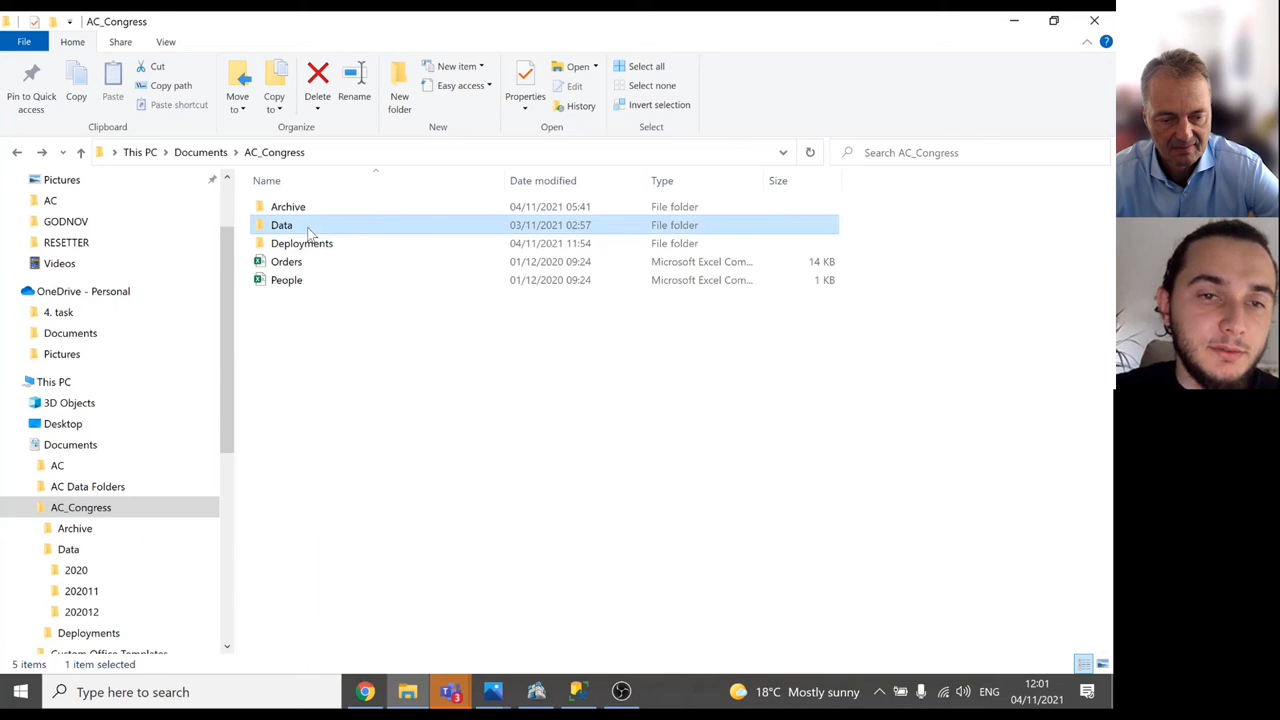 AC_Congress
File Home Share View
Pin to Quick access
Copy
Paste
Cut
Copy path
Paste shortcut
Clipboard
Move to
Copy to
Delete
Rename
Organize
New folder
New item
Easy access
New
Properties
Open
Edit
History
Open
Select all
Select none
Invert selection
Select
This PC > Documents > AC_Congress
Search AC_Congress
Pictures
AC
GODNOV
RESETTER
Videos
OneDrive - Personal
4. task
Documents
Pictures
This PC
3D Objects
Desktop
Documents
AC
AC Data Folders
AC_Congress
Archive
Data
2020
202011
202012
Deployments
Custom Office Templates
Name Date modified Type Size
Archive 04/11/2021 05:41 File folder
Data 03/11/2021 02:57 File folder
Deployments 04/11/2021 11:54 File folder
Orders 01/12/2020 09:24 Microsoft Excel Com... 14 KB
People 01/12/2020 09:24 Microsoft Excel Com... 1 KB
5 items 1 item selected
Type here to search
3
18°C Mostly sunny
ENG
12:01
04/11/2021